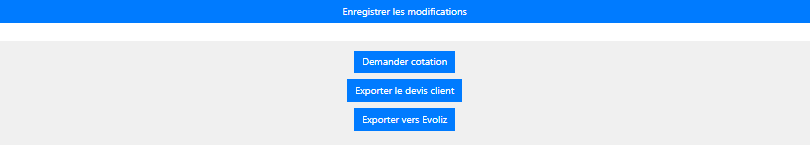 Enregistrer les modifications
Demander cotation
Exporter le devis client
Exporter vers Evoliz